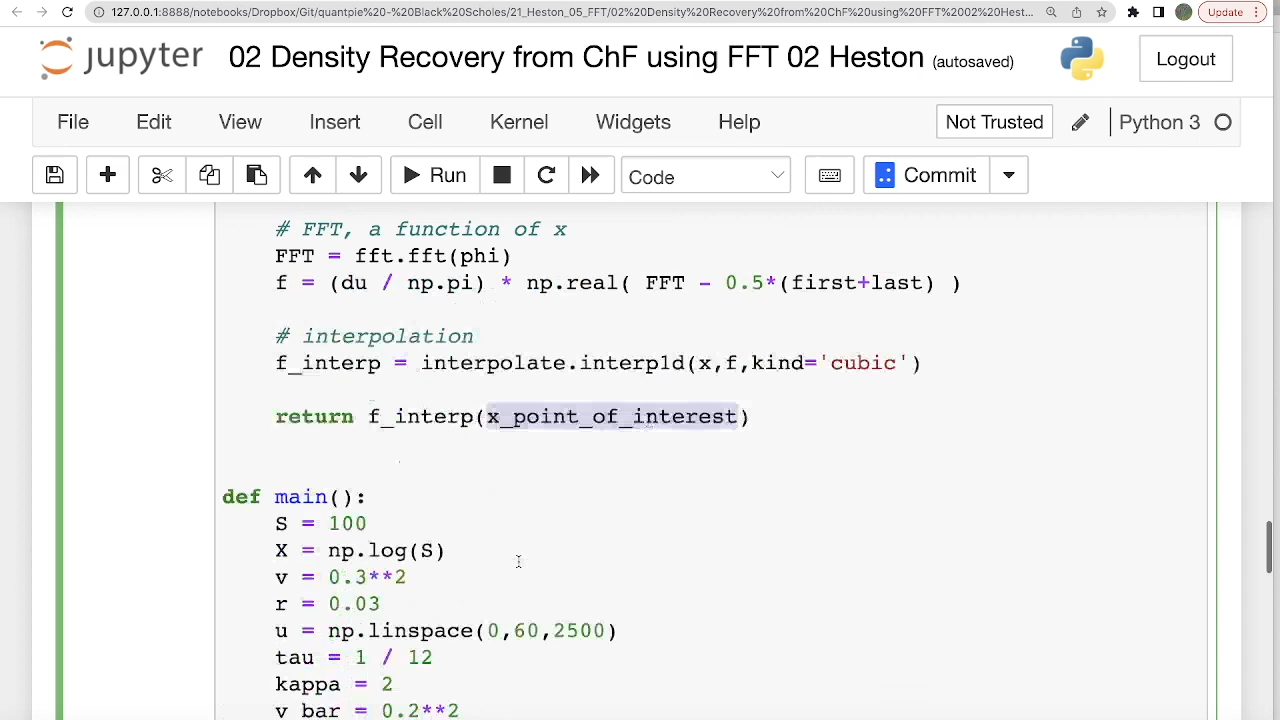 127.0.0.1:8888/notebooks/Dropbox/Git/quantpie%20-%20Black%20Scholes/21_Heston_05_FFT/02%20Density%20Recovery%20from%20ChF%20using%20FFT%2002%20Hest...
Update
jupyter 02 Density Recovery from ChF using FFT 02 Heston (autosaved)
Logout
File Edit View Insert Cell Kernel Widgets Help Not Trusted Python 3
Run Code Commit
# FFT, a function of x
FFT = fft.fft(phi)
f = (du / np.pi) * np.real( FFT - 0.5*(first+last) )
# interpolation
f_interp = interpolate.interp1d(x,f,kind='cubic')
return f_interp(x_point_of_interest)
def main():
S = 100
X = np.log(S)
v = 0.3**2
r = 0.03
u = np.linspace(0,60,2500)
tau = 1 / 12
kappa = 2
v_bar = 0.2**2